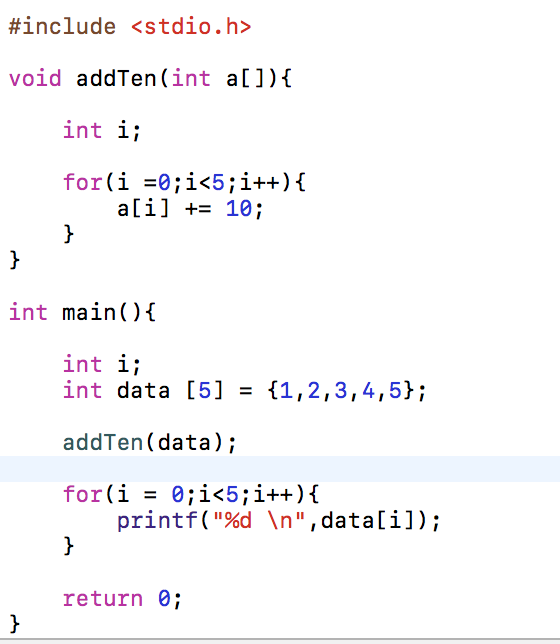 #include <stdio.h>
void addTen(int a[]){
    int i;
    for(i =0;i<5;i++){
        a[i] += 10;
    }
}
int main(){
    int i;
    int data [5] = {1,2,3,4,5};
    addTen(data);
    for(i = 0;i<5;i++){
        printf("%d \n",data[i]);
    }
    return 0;
}